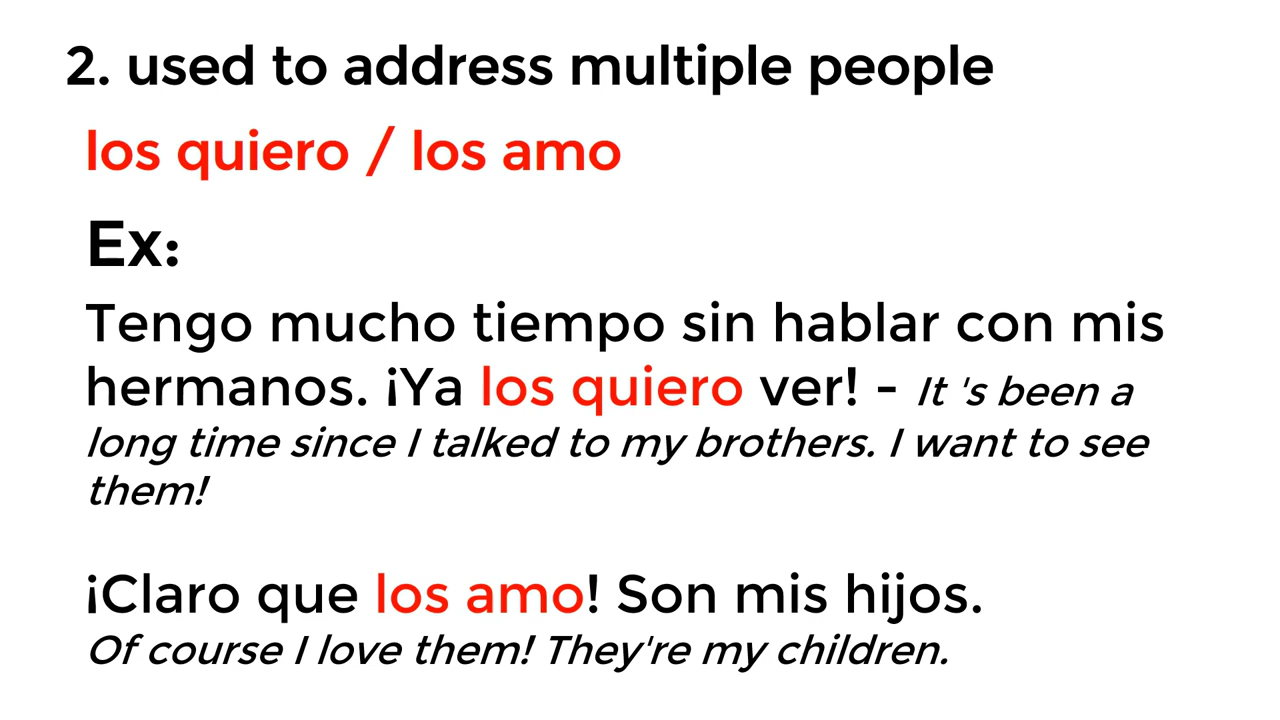 2. used to address multiple people
los quiero / los amo
Ex:
Tengo mucho tiempo sin hablar con mis
hermanos. ¡Ya los quiero ver! - It 's been a
long time since I talked to my brothers. I want to see
them!
¡Claro que los amo! Son mis hijos.
Of course I love them! They're my children.